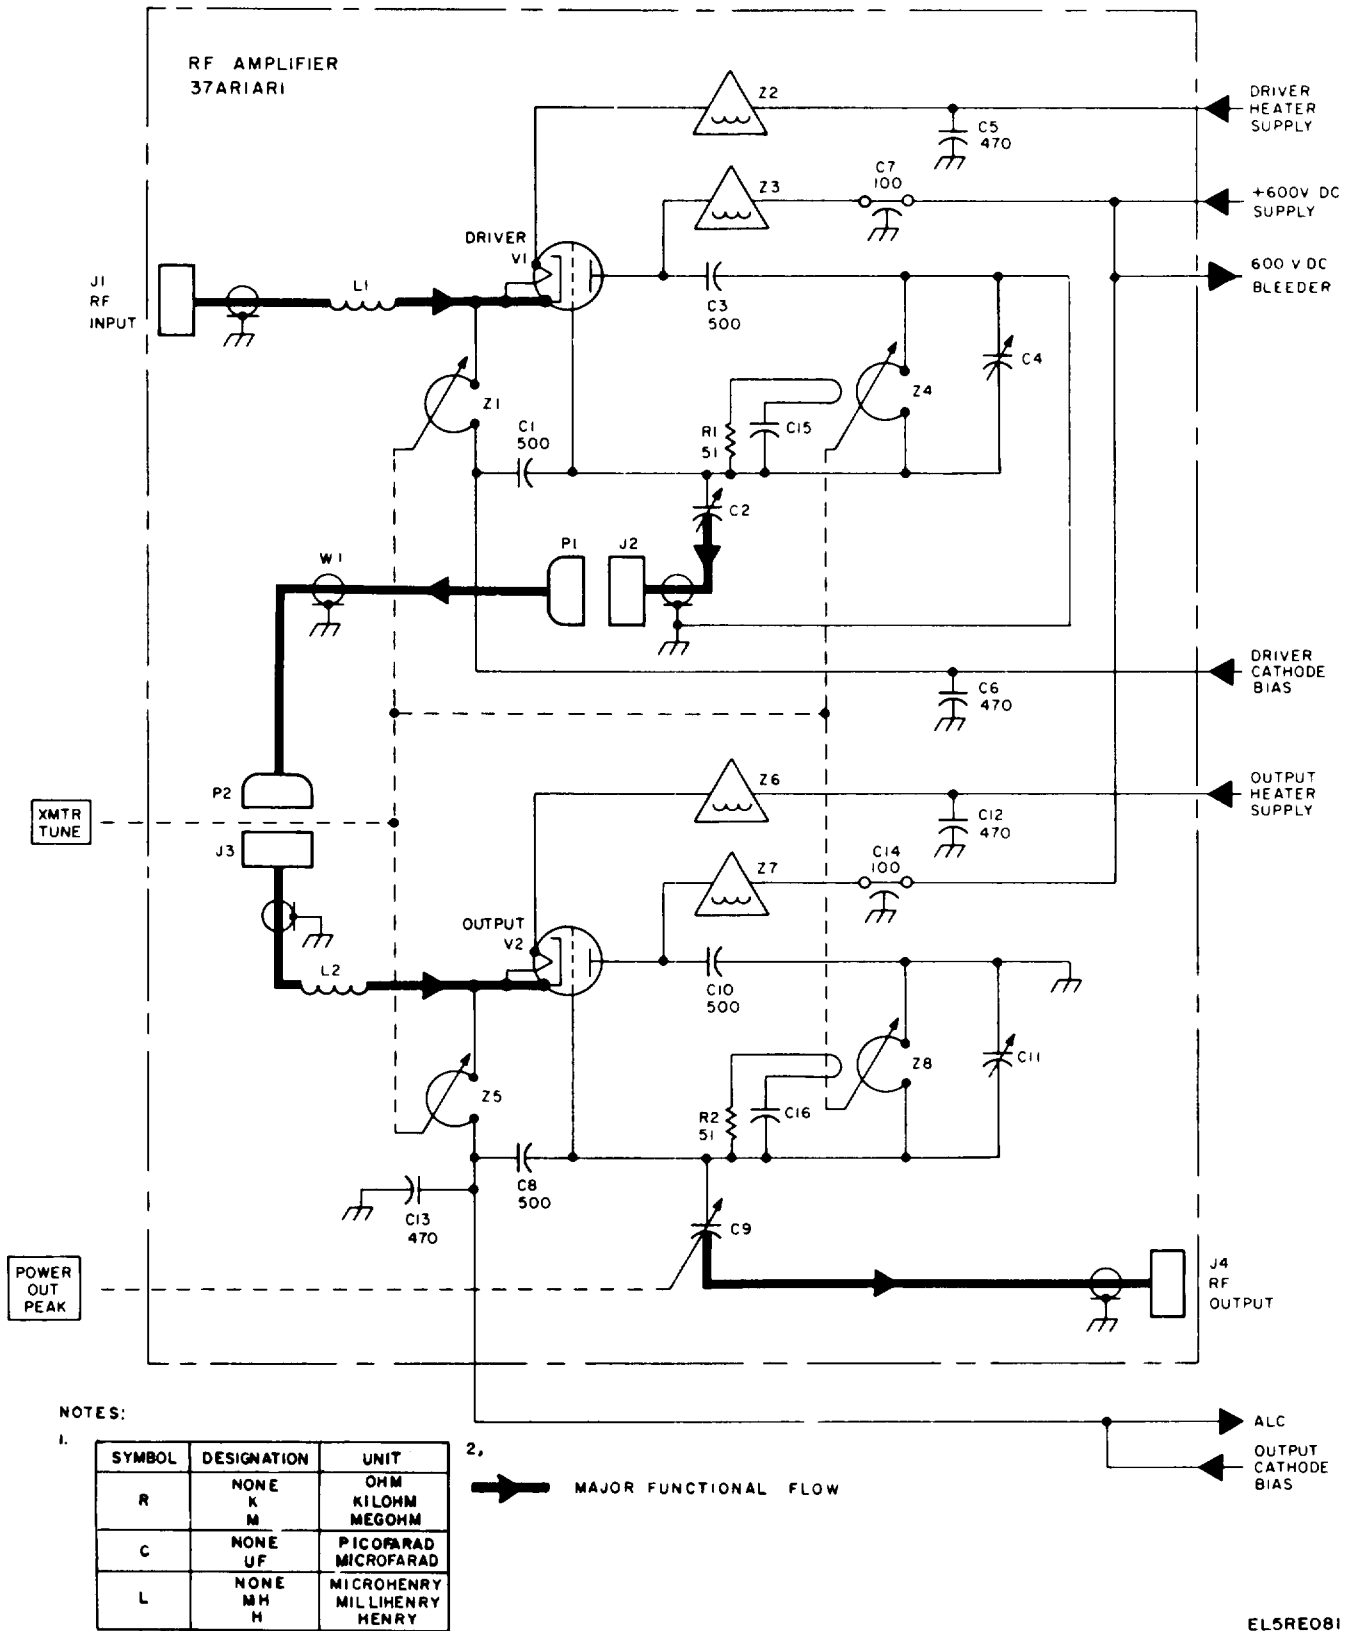 RF AMPLIFIER
37ARIARI
Z2
DRIVER
HEATER
SUPPLY
C5
470
Z3
C7
100
+600V DC
SUPPLY
DRIVER
V1
600 V DC
BLEEDER
J1
RF
INPUT
L1
C3
500
C4
Z1
Z4
C1
500
R1
51
C15
C2
W1
P1
J2
DRIVER
CATHODE
BIAS
C6
470
P2
Z6
OUTPUT
HEATER
SUPPLY
XMTR
TUNE
C12
470
J3
Z7
C14
100
OUTPUT
V2
L2
C10
500
C11
Z5
Z8
R2
51
C16
C8
500
C13
470
C9
POWER
OUT
PEAK
J4
RF
OUTPUT
NOTES:
1.
SYMBOL DESIGNATION UNIT
R NONE OHM
K KILOHM
M MEGOHM
C NONE PICOFARAD
UF MICROFARAD
L NONE MICROHENRY
MH MILLIHENRY
H HENRY
2,
MAJOR FUNCTIONAL FLOW
ALC
OUTPUT
CATHODE
BIAS
EL5RE081